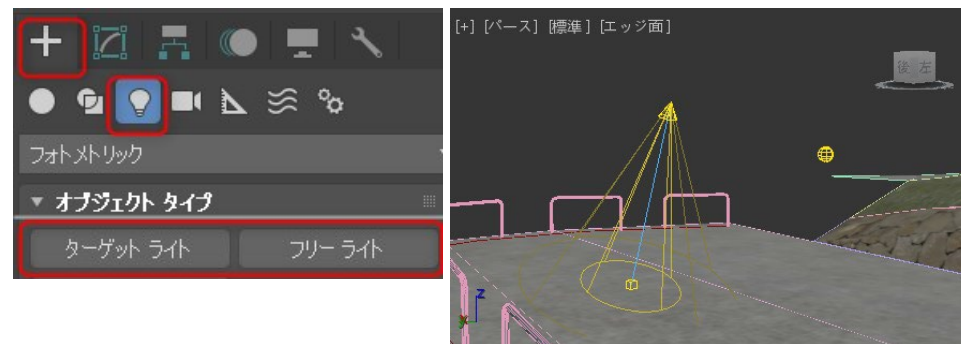 フォトメトリック
オブジェクト タイプ
ターゲット ライト
フリー ライト
[+] [パース] [標準] [エッジ面]
後 左
z